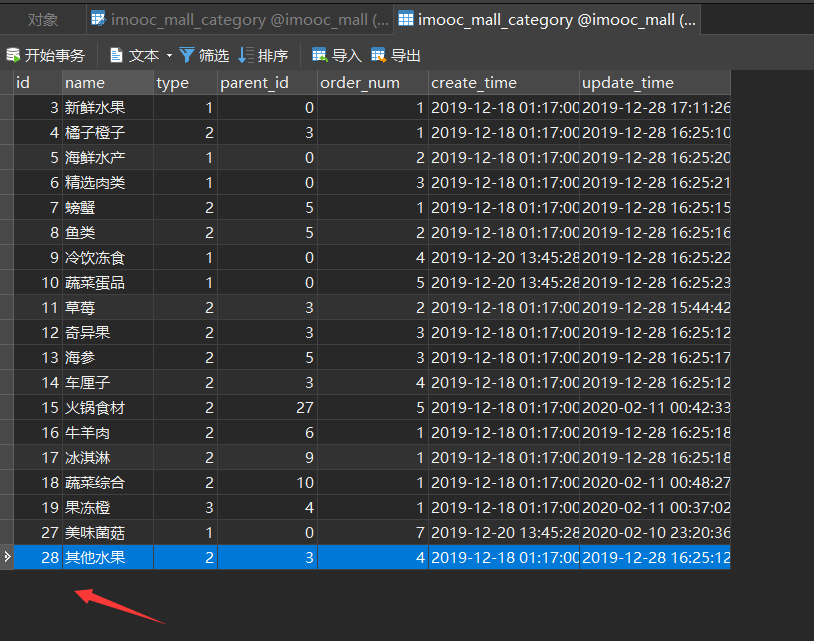 对象 imooc_mall_category @imooc_mall (... imooc_mall_category @imooc_mall (...
开始事务 文本 筛选 排序 导入 导出
id name type parent_id order_num create_time update_time
3 新鲜水果 1 0 1 2019-12-18 01:17:00 2019-12-28 17:11:26
4 橘子橙子 2 3 1 2019-12-18 01:17:00 2019-12-28 16:25:10
5 海鲜水产 1 0 2 2019-12-18 01:17:00 2019-12-28 16:25:20
6 精选肉类 1 0 3 2019-12-18 01:17:00 2019-12-28 16:25:21
7 螃蟹 2 5 1 2019-12-18 01:17:00 2019-12-28 16:25:15
8 鱼类 2 5 2 2019-12-18 01:17:00 2019-12-28 16:25:16
9 冷饮冻食 1 0 4 2019-12-20 13:45:28 2019-12-28 16:25:22
10 蔬菜蛋品 1 0 5 2019-12-20 13:45:28 2019-12-28 16:25:23
11 草莓 2 3 2 2019-12-18 01:17:00 2019-12-28 15:44:42
12 奇异果 2 3 3 2019-12-18 01:17:00 2019-12-28 16:25:12
13 海参 2 5 3 2019-12-18 01:17:00 2019-12-28 16:25:17
14 车厘子 2 3 4 2019-12-18 01:17:00 2019-12-28 16:25:12
15 火锅食材 2 27 5 2019-12-18 01:17:00 2020-02-11 00:42:33
16 牛羊肉 2 6 1 2019-12-18 01:17:00 2019-12-28 16:25:18
17 冰淇淋 2 9 1 2019-12-18 01:17:00 2019-12-28 16:25:18
18 蔬菜综合 2 10 1 2019-12-18 01:17:00 2020-02-11 00:48:27
19 果冻橙 3 4 1 2019-12-18 01:17:00 2020-02-11 00:37:02
27 美味菌菇 1 0 7 2019-12-20 13:45:28 2020-02-10 23:20:36
28 其他水果 2 3 4 2019-12-18 01:17:00 2019-12-28 16:25:12